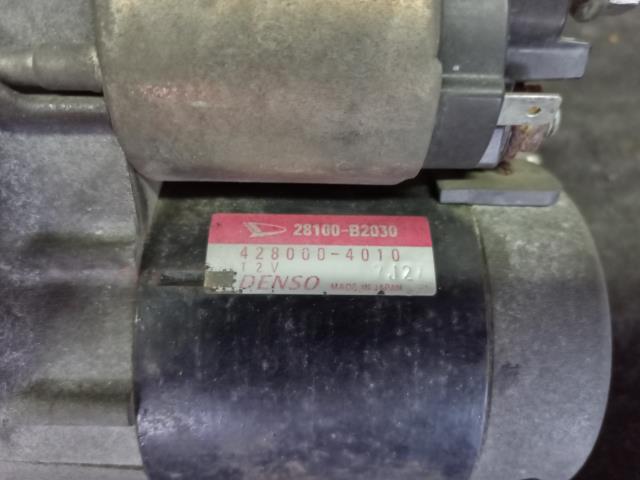 28100-B2030
428000-4010
12V
DENSO MADE IN JAPAN